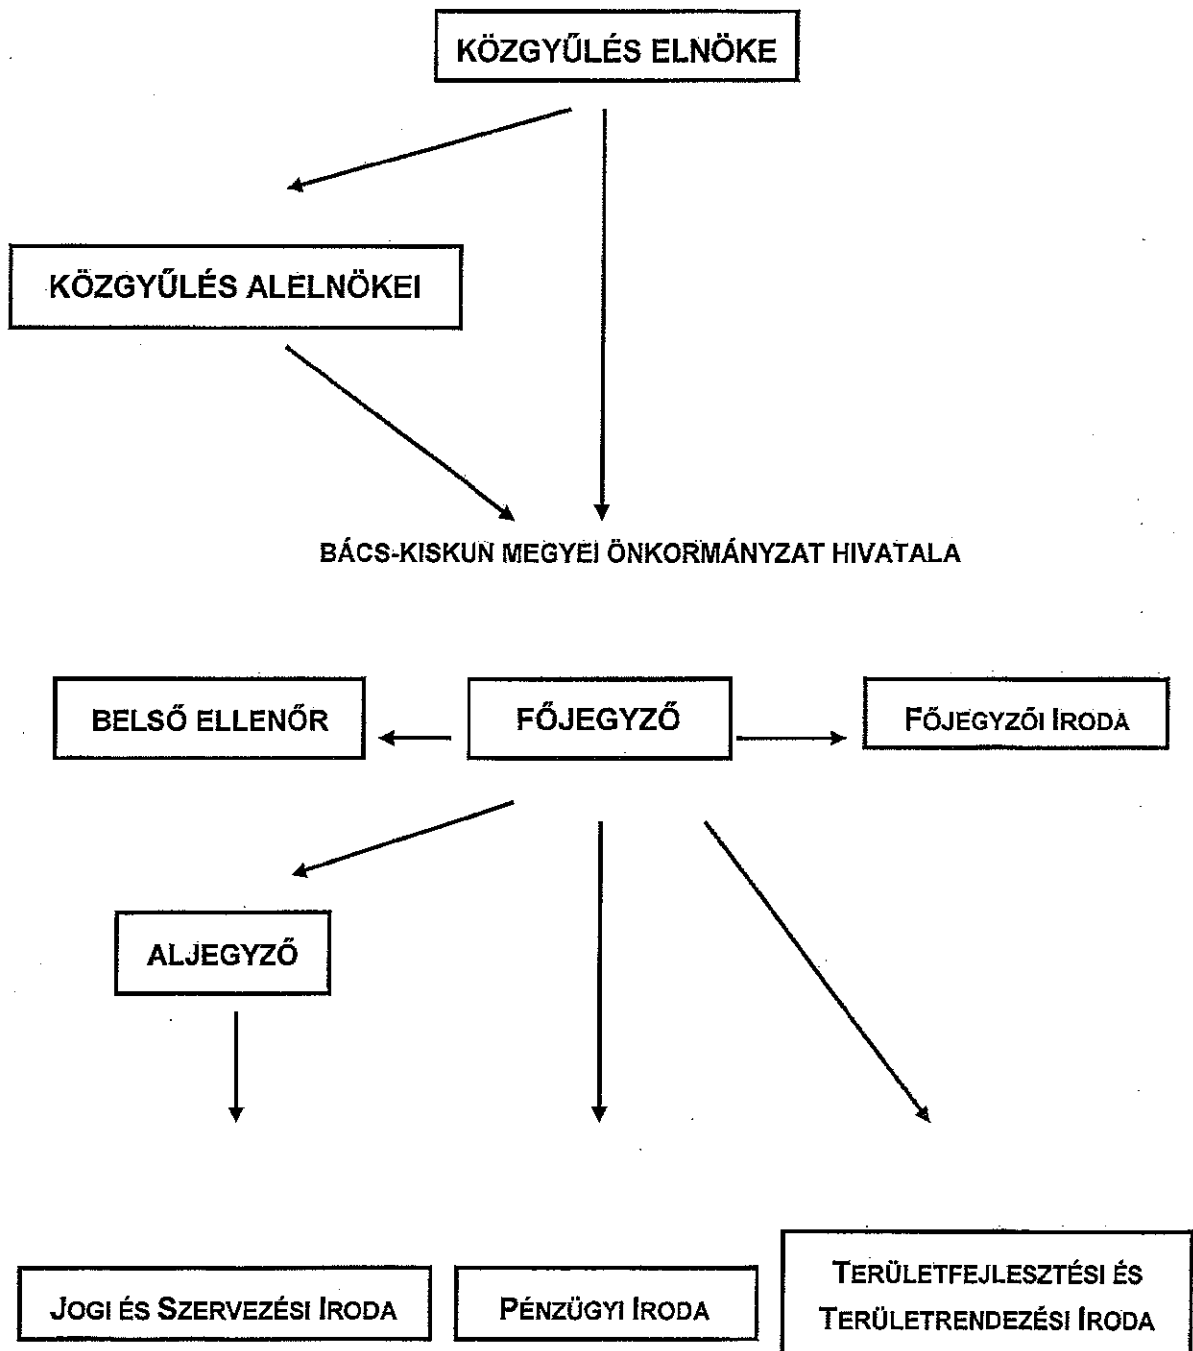 KÖZGYŰLÉS ELNÖKE
KÖZGYŰLÉS ALELNÖKEI
BÁCS-KISKUN MEGYEI ÖNKORMÁNYZAT HIVATALA
BELSŐ ELLENŐR
FŐJEGYZŐ
FŐJEGYZŐI IRODA
ALJEGYZŐ
JOGI ÉS SZERVEZÉSI IRODA
PÉNZÜGYI IRODA
TERÜLETFEJLESZTÉSI ÉS
TERÜLETRENDEZÉSI IRODA